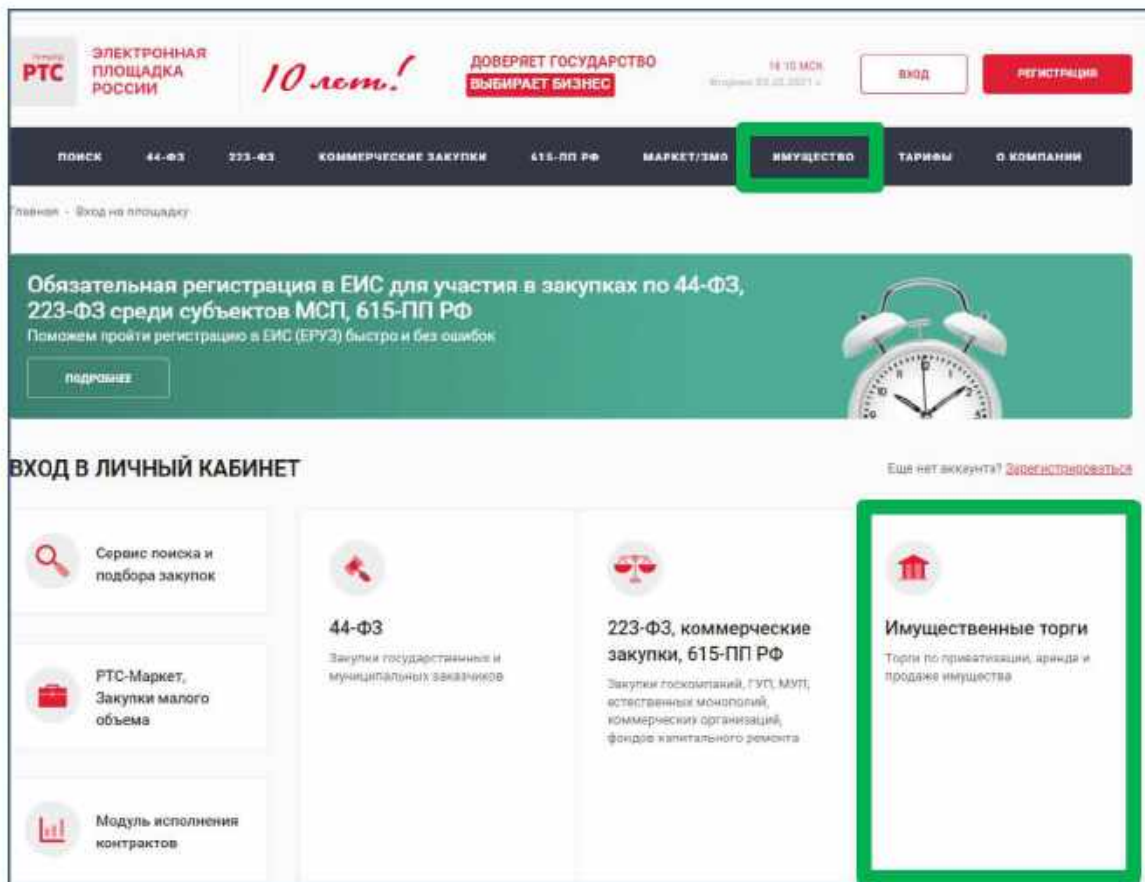 РТС
ЭЛЕКТРОННАЯ
ПЛОЩАДКА
РОССИИ
10 лет!
ДОВЕРЯЕТ ГОСУДАРСТВО
ВЫБИРАЕТ БИЗНЕС
ВХОД
РЕГИСТРАЦИЯ
ПОИСК 44-ФЗ 223-ФЗ КОММЕРЧЕСКИЕ ЗАКУПКИ 615-ПП РФ МАРКЕТ/ЗМО ИМУЩЕСТВО ТАРИФЫ О КОМПАНИИ
Главная - Вход на площадку
Обязательная регистрация в ЕИС для участия в закупках по 44-ФЗ,
223-ФЗ среди субъектов МСП, 615-ПП РФ
Поможем пройти регистрацию в ЕИС (ЕРУЗ) быстро и без ошибок
ПОДРОБНЕЕ
ВХОД В ЛИЧНЫЙ КАБИНЕТ
Еще нет аккаунта? Зарегистрироваться
Сервис поиска и
подбора закупок
РТС-Маркет,
Закупки малого
объема
Модуль исполнения
контрактов
44-ФЗ
Закупки государственных и
муниципальных заказчиков
223-ФЗ, коммерческие
закупки, 615-ПП РФ
Закупки госкомпаний, ГУП, МУП,
естественных монополий,
коммерческих организаций,
фондов капитального ремонта
Имущественные торги
Торги по приватизации, аренде и
продаже имущества